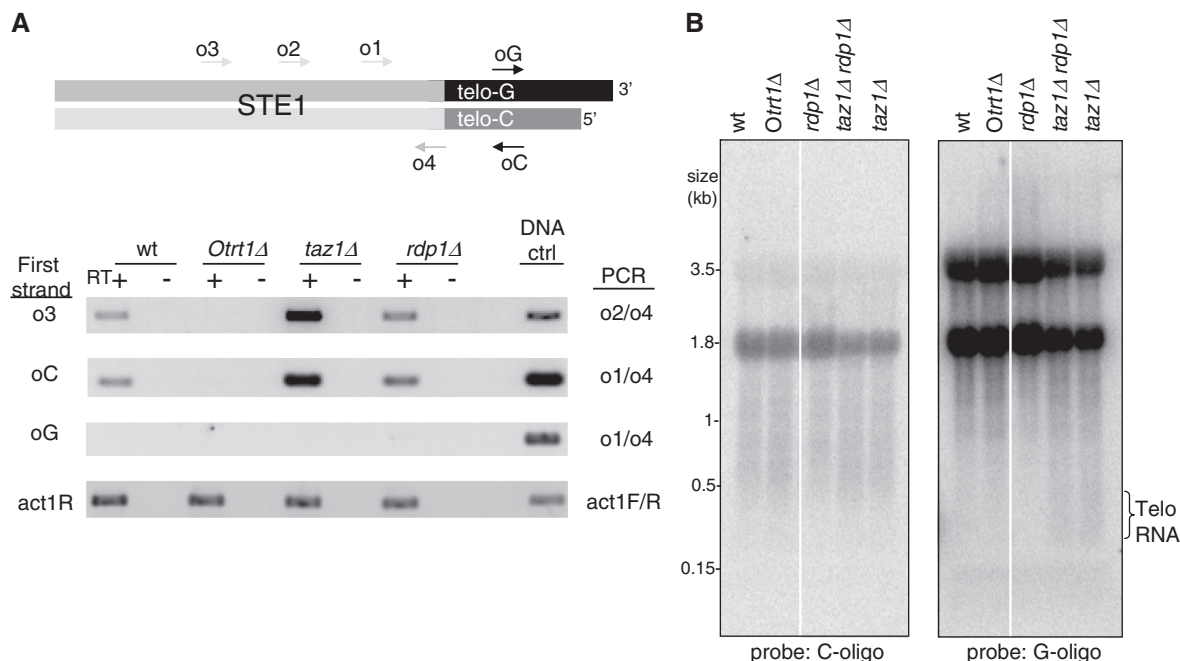 A
o3
o2
o1
oG
STE1
telo-G
3’
telo-C
5’
o4
oC
First strand
wt
Otrt1Δ
taz1Δ
rdp1Δ
DNA ctrl
RT
+ - + - + - + -
PCR
o3
o2/o4
oC
o1/o4
oG
o1/o4
act1R
act1F/R
B
wt
Otrt1Δ
rdp1Δ
taz1Δ rdp1Δ
taz1Δ
wt
Otrt1Δ
rdp1Δ
taz1Δ rdp1Δ
taz1Δ
size
(kb)
3.5-
1.8-
1-
0.5-
0.15-
Telo
RNA
probe: C-oligo
probe: G-oligo